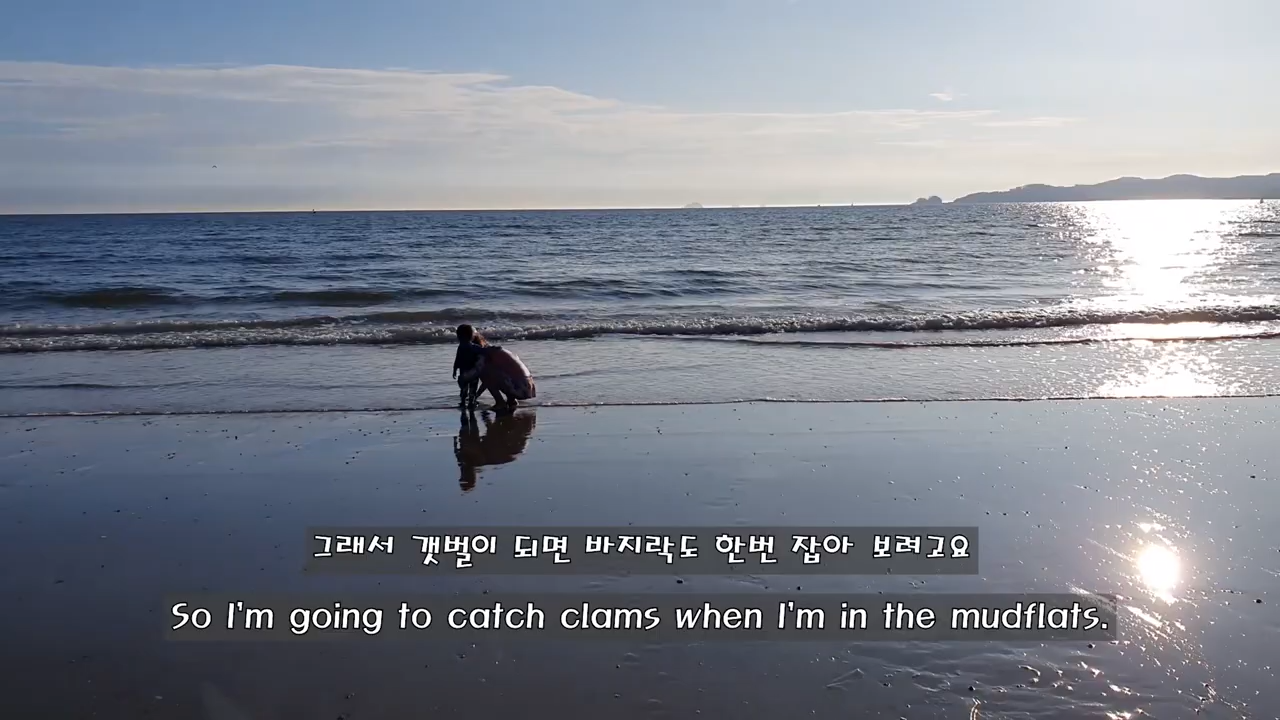 그래서 갯벌이 되면 바지락도 한번 잡아 보려고요
So I'm going to catch clams when I'm in the mudflats.